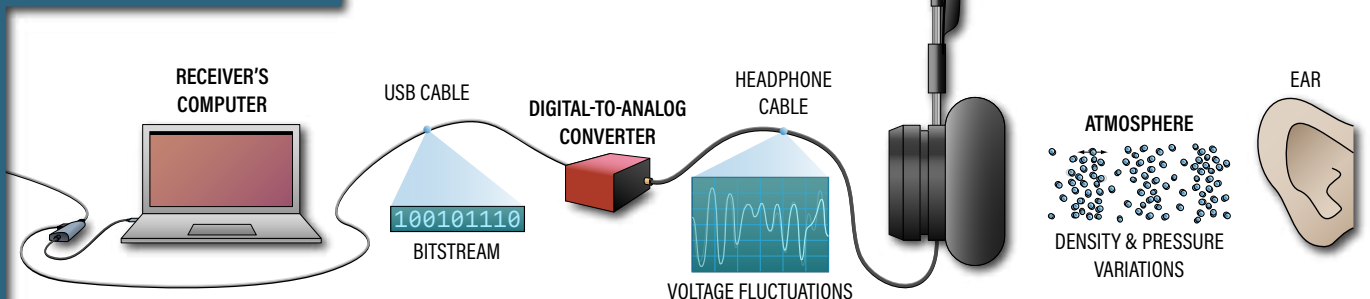 RECEIVER'S
COMPUTER
USB CABLE
100101110
BITSTREAM
DIGITAL-TO-ANALOG
CONVERTER
HEADPHONE
CABLE
VOLTAGE FLUCTUATIONS
ATMOSPHERE
DENSITY & PRESSURE
VARIATIONS
EAR